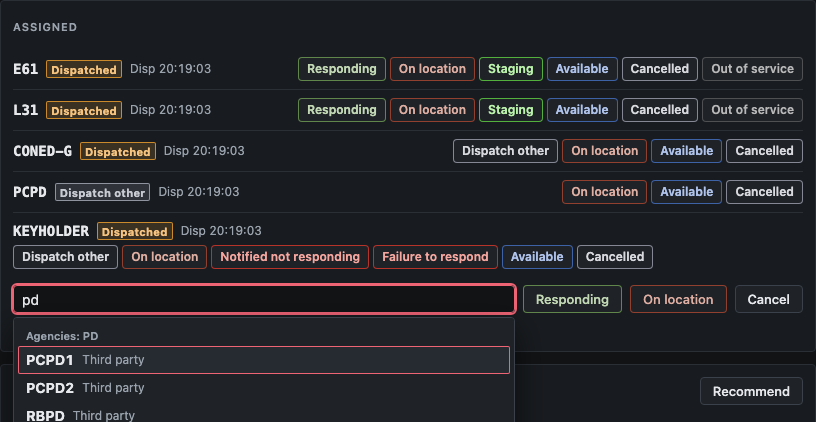 ASSIGNED
E61 Dispatched Disp 20:19:03 Responding On location Staging Available Cancelled Out of service
L31 Dispatched Disp 20:19:03 Responding On location Staging Available Cancelled Out of service
CONED-G Dispatched Disp 20:19:03 Dispatch other On location Available Cancelled
PCPD Dispatch other Disp 20:19:03 On location Available Cancelled
KEYHOLDER Dispatched Disp 20:19:03
Dispatch other On location Notified not responding Failure to respond Available Cancelled
pd Responding On location Cancel
Agencies: PD
PCPD1 Third party
PCPD2 Third party
Recommend
RBPD Third party